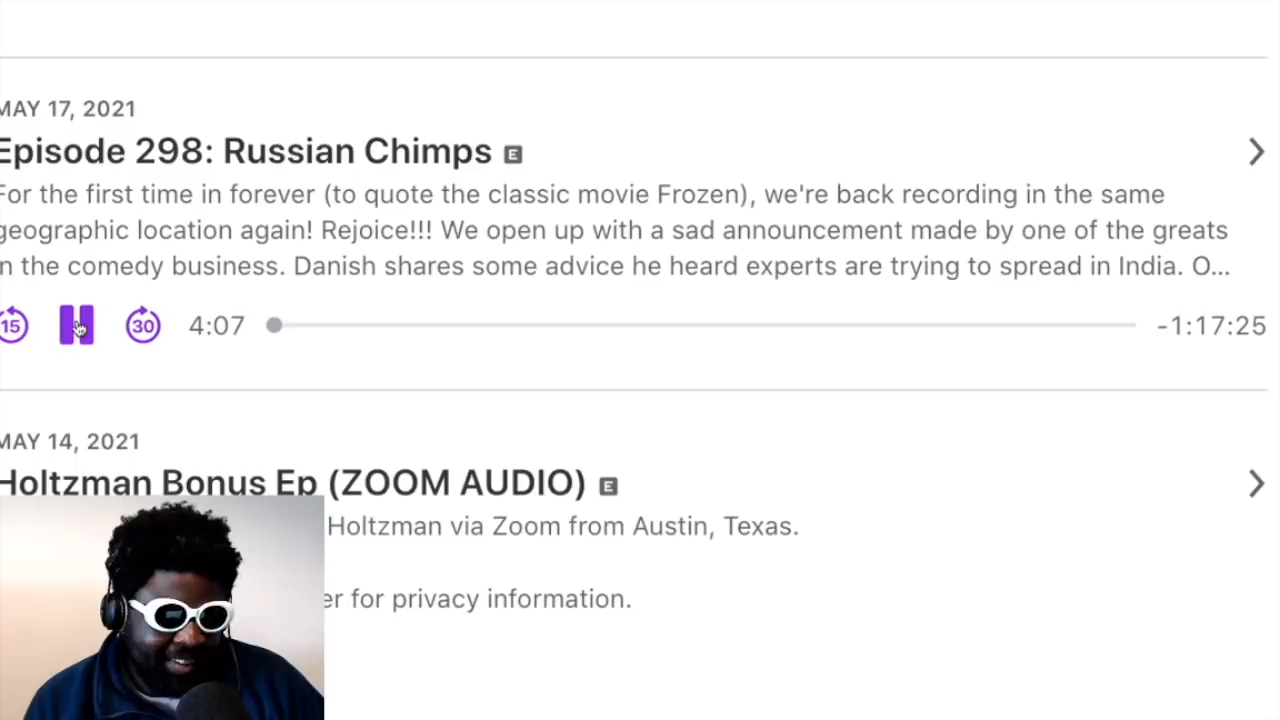 MAY 17, 2021
Episode 298: Russian Chimps E
For the first time in forever (to quote the classic movie Frozen), we're back recording in the same
geographic location again! Rejoice!!! We open up with a sad announcement made by one of the greats
in the comedy business. Danish shares some advice he heard experts are trying to spread in India. O...
15 30 4:07 -1:17:25
MAY 14, 2021
Holtzman Bonus Ep (ZOOM AUDIO) E
Holtzman via Zoom from Austin, Texas.
er for privacy information.